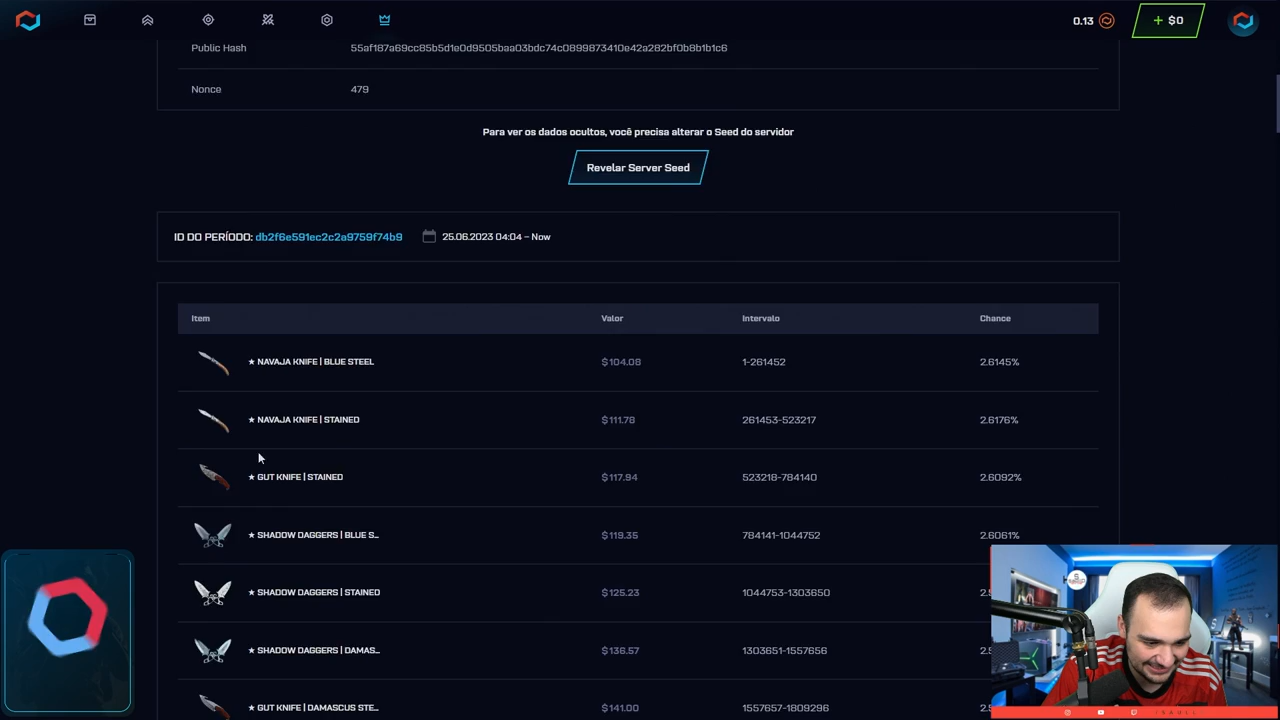 0.13
+ $0
Public Hash 55af187a69cc85b5d1e0d9505baa03bdc74c0899873410e42a282bf0b8b1b1c6
Nonce 479
Para ver os dados ocultos, você precisa alterar o Seed do servidor
Revelar Server Seed
ID DO PERÍODO: db2f6e591ec2c2a9759f74b9 25.06.2023 04:04 – Now
Item Valor Intervalo Chance
★ NAVAJA KNIFE | BLUE STEEL $104.08 1-261452 2.6145%
★ NAVAJA KNIFE | STAINED $111.78 261453-523217 2.6176%
★ GUT KNIFE | STAINED $117.94 523218-784140 2.6092%
★ SHADOW DAGGERS | BLUE S... $119.35 784141-1044752 2.6061%
★ SHADOW DAGGERS | STAINED $125.23 1044753-1303650
★ SHADOW DAGGERS | DAMAS... $136.57 1303651-1557656
★ GUT KNIFE | DAMASCUS STE... $141.00 1557657-1809296